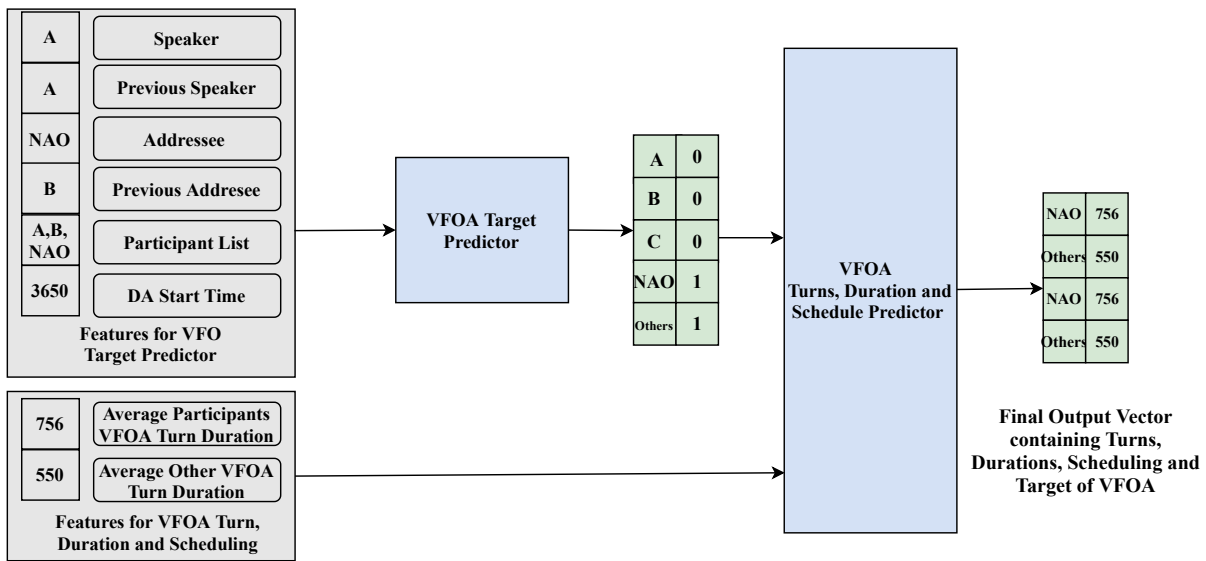 A
Speaker
A
Previous Speaker
NAO
Addressee
B
Previous Addresee
A,B,
NAO
Participant List
3650
DA Start Time
Features for VFO
Target Predictor
756
Average Participants
VFOA Turn Duration
550
Average Other VFOA
Turn Duration
Features for VFOA Turn,
Duration and Scheduling
VFOA Target
Predictor
A 0
B 0
C 0
NAO 1
Others 1
VFOA
Turns, Duration and
Schedule Predictor
NAO 756
Others 550
NAO 756
Others 550
Final Output Vector
containing Turns,
Durations, Scheduling and
Target of VFOA